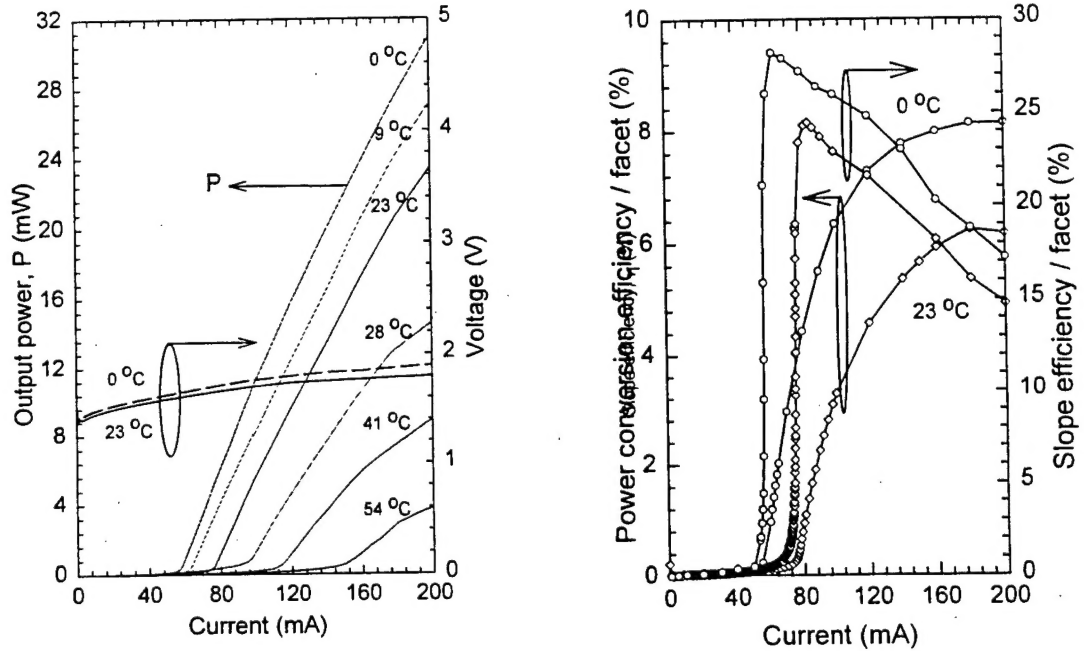 32
28
24
20
16
12
8
4
0
Output power, P (mW)
0 40 80 120 160 200
Current (mA)
5
4
3
2
1
0
Voltage (V)
P
0 °C
9 °C
23 °C
28 °C
41 °C
54 °C
0 °C
23 °C
10
8
6
4
2
0
Power conversion efficiency / facet (%)
0 40 80 120 160 200
Current (mA)
30
25
20
15
10
5
0
Slope efficiency / facet (%)
0 °C
23 °C